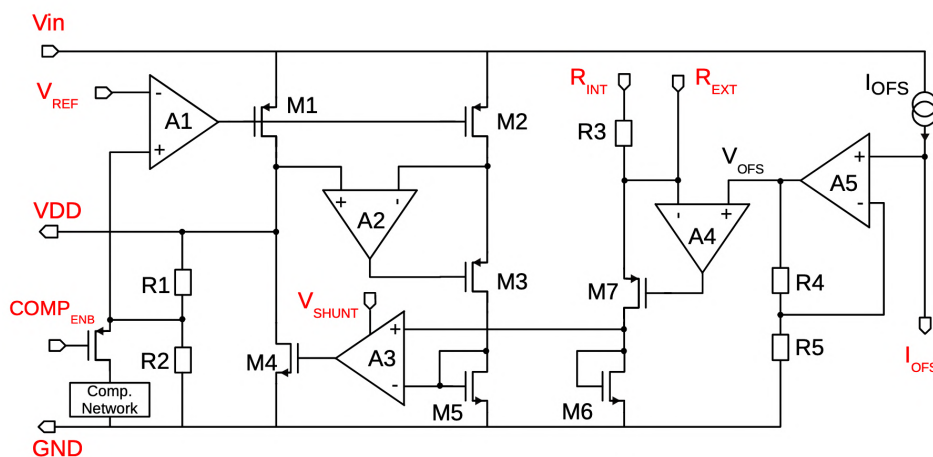 Vin
V_REF
-
+
A1
M1
M2
R_INT
R_EXT
I_OFS
R3
V_OFS
+
-
A5
+
-
A2
-
+
A4
VDD
R1
M3
M7
R4
COMP_ENB
V_SHUNT
+
-
A3
R2
M4
R5
I_OFS
Comp.
Network
M5
M6
GND